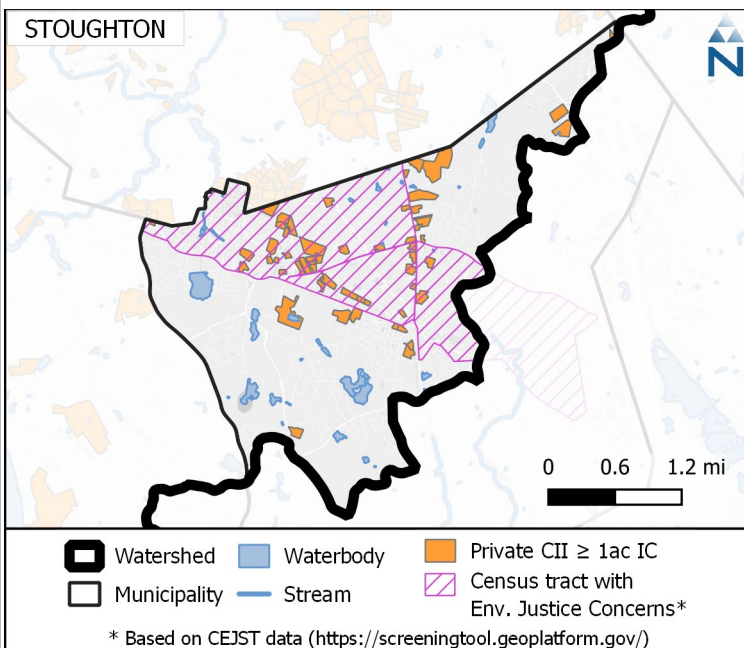 STOUGHTON
N
0 0.6 1.2 mi
Watershed
Waterbody
Private CII ≥ 1ac IC
Municipality
Stream
Census tract with
Env. Justice Concerns*
* Based on CEJST data (https://screeningtool.geoplatform.gov/)